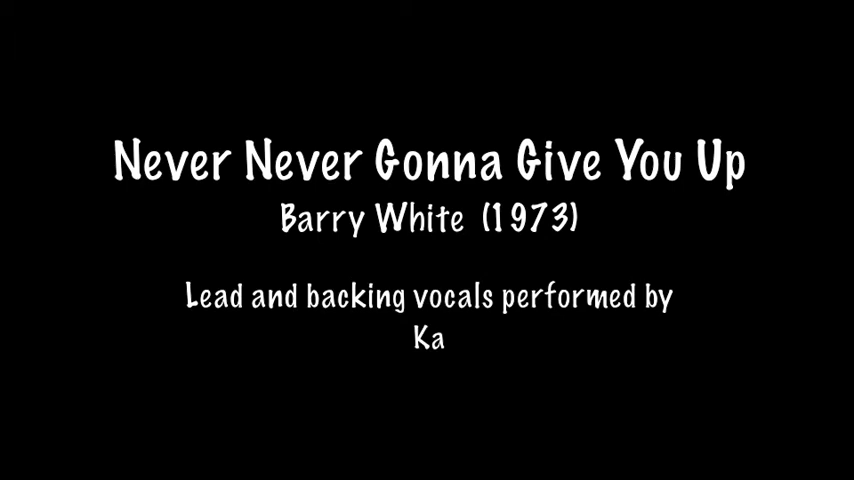 Never Never Gonna Give You Up
Barry White (1973)
Lead and backing vocals performed by
Ka